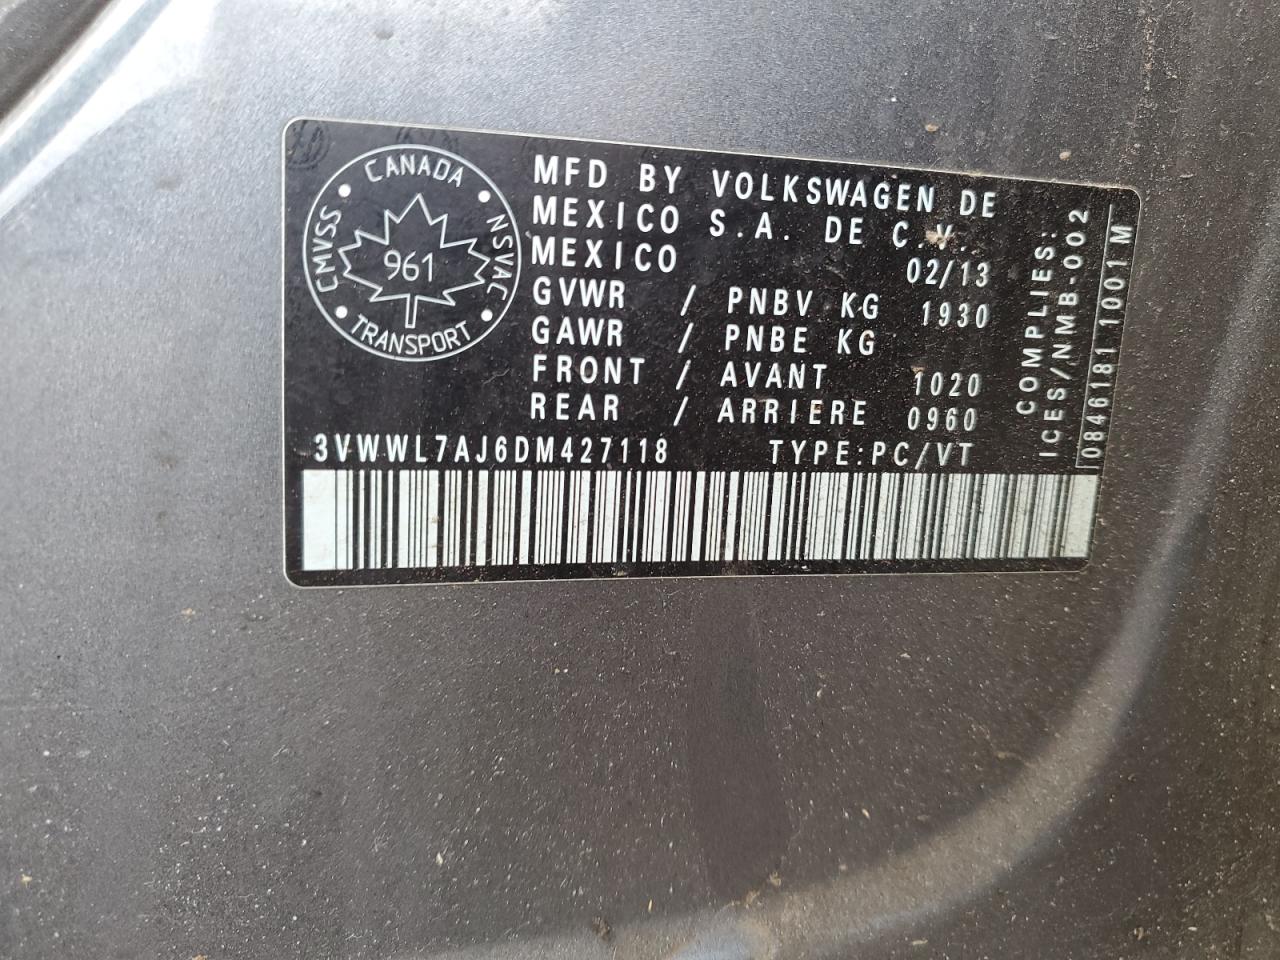 CANADA
CMVSS
NSVAC
961
TRANSPORT
MFD BY VOLKSWAGEN DE
MEXICO S.A. DE C.V.
MEXICO 02/13
GVWR / PNBV KG 1930
GAWR / PNBE KG
FRONT / AVANT 1020
REAR / ARRIERE 0960
3VWWL7AJ6DM427118 TYPE:PC/VT
COMPLIES:
ICES/NMB-002
0846181 1001 M